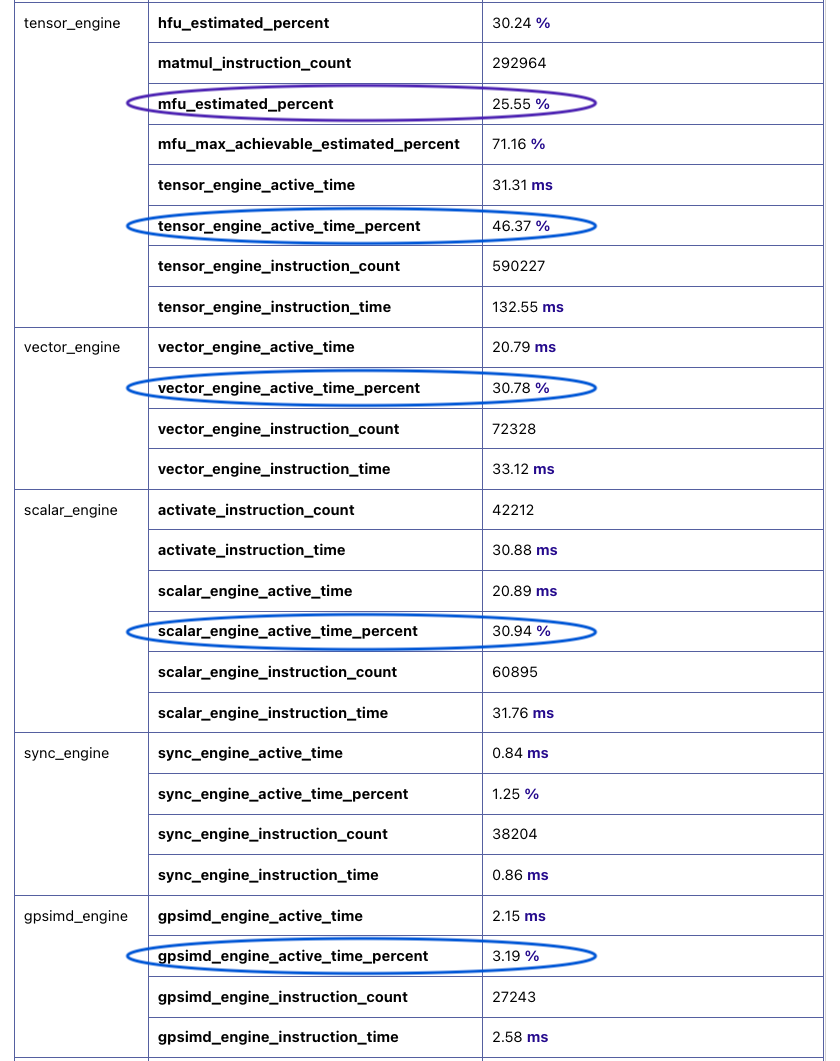 tensor_engine hfu_estimated_percent 30.24 %
matmul_instruction_count 292964
mfu_estimated_percent 25.55 %
mfu_max_achievable_estimated_percent 71.16 %
tensor_engine_active_time 31.31 ms
tensor_engine_active_time_percent 46.37 %
tensor_engine_instruction_count 590227
tensor_engine_instruction_time 132.55 ms
vector_engine vector_engine_active_time 20.79 ms
vector_engine_active_time_percent 30.78 %
vector_engine_instruction_count 72328
vector_engine_instruction_time 33.12 ms
scalar_engine activate_instruction_count 42212
activate_instruction_time 30.88 ms
scalar_engine_active_time 20.89 ms
scalar_engine_active_time_percent 30.94 %
scalar_engine_instruction_count 60895
scalar_engine_instruction_time 31.76 ms
sync_engine sync_engine_active_time 0.84 ms
sync_engine_active_time_percent 1.25 %
sync_engine_instruction_count 38204
sync_engine_instruction_time 0.86 ms
gpsimd_engine gpsimd_engine_active_time 2.15 ms
gpsimd_engine_active_time_percent 3.19 %
gpsimd_engine_instruction_count 27243
gpsimd_engine_instruction_time 2.58 ms